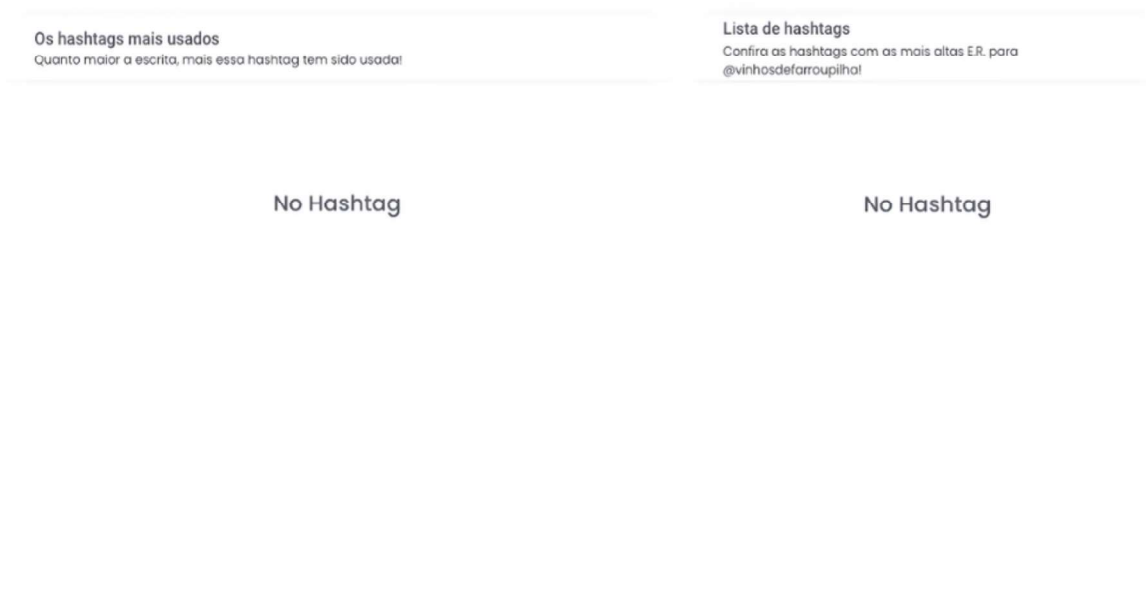 Os hashtags mais usados
Quanto maior a escrita, mais essa hashtag tem sido usada!
No Hashtag
Lista de hashtags
Confira as hashtags com as mais altas E.R. para
@vinhosdefarroupilha!
No Hashtag